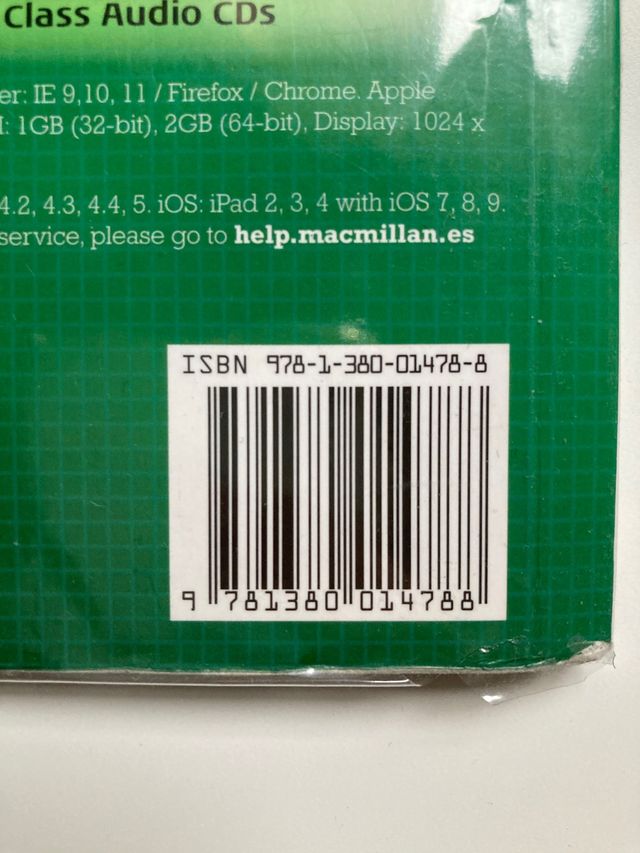 Class Audio CDs
er: IE 9,10, 11 / Firefox / Chrome. Apple
: 1GB (32-bit), 2GB (64-bit), Display: 1024 x
4.2, 4.3, 4.4, 5. iOS: iPad 2, 3, 4 with iOS 7, 8, 9.
service, please go to help.macmillan.es
ISBN 978-1-380-01478-8
9 781380 014788